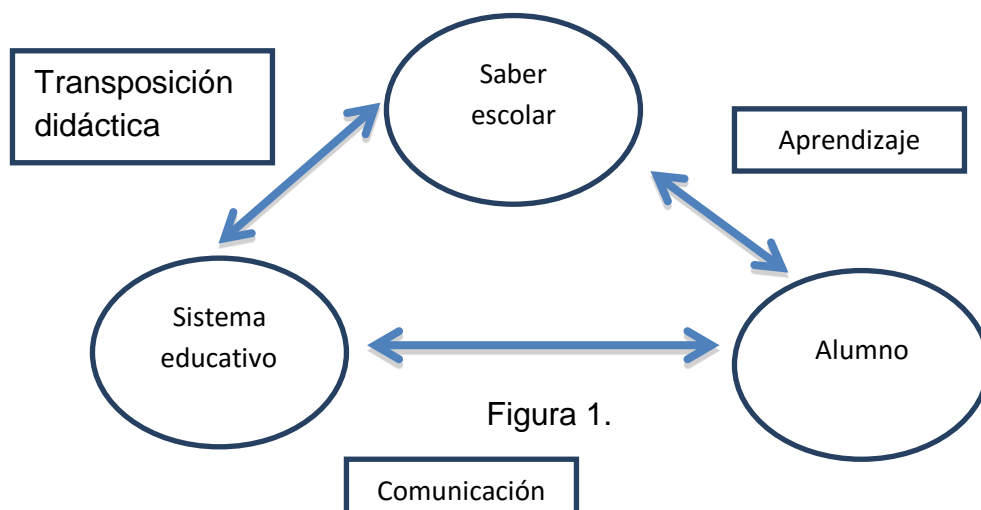 Transposición
didáctica
Saber
escolar
Aprendizaje
Sistema
educativo
Alumno
Figura 1.
Comunicación